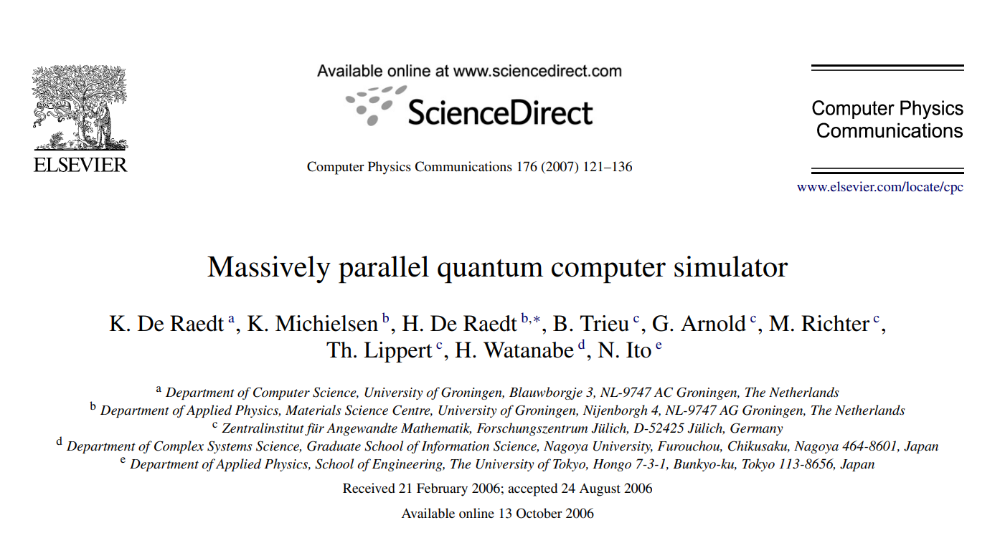 Available online at www.sciencedirect.com
ScienceDirect
ELSEVIER
Computer Physics Communications 176 (2007) 121–136
Computer Physics
Communications
www.elsevier.com/locate/cpc
Massively parallel quantum computer simulator
K. De Raedt a, K. Michielsen b, H. De Raedt b,∗, B. Trieu c, G. Arnold c, M. Richter c,
Th. Lippert c, H. Watanabe d, N. Ito e
a Department of Computer Science, University of Groningen, Blauwborgje 3, NL-9747 AC Groningen, The Netherlands
b Department of Applied Physics, Materials Science Centre, University of Groningen, Nijenborgh 4, NL-9747 AG Groningen, The Netherlands
c Zentralinstitut für Angewandte Mathematik, Forschungszentrum Jülich, D-52425 Jülich, Germany
d Department of Complex Systems Science, Graduate School of Information Science, Nagoya University, Furouchou, Chikusaku, Nagoya 464-8601, Japan
e Department of Applied Physics, School of Engineering, The University of Tokyo, Hongo 7-3-1, Bunkyo-ku, Tokyo 113-8656, Japan
Received 21 February 2006; accepted 24 August 2006
Available online 13 October 2006